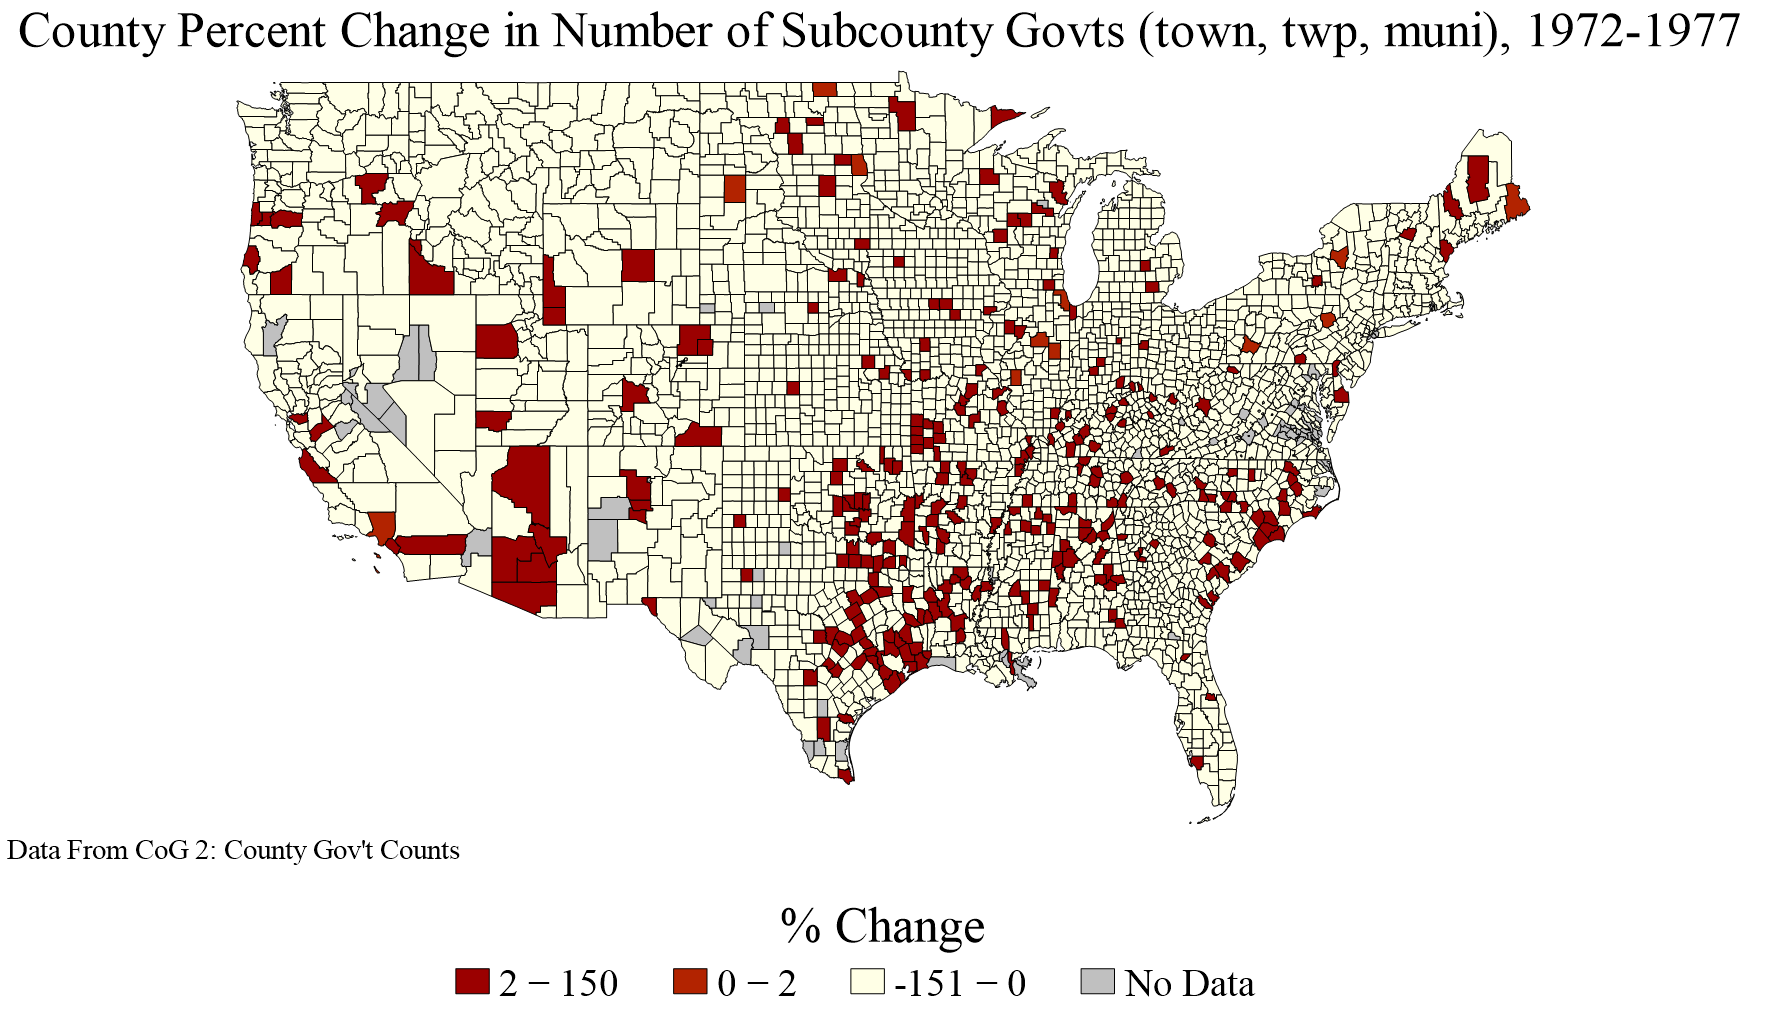 County Percent Change in Number of Subcounty Govts (town, twp, muni), 1972-1977
Data From CoG 2: County Gov't Counts
% Change
2 − 150
0 − 2
-151 − 0
No Data